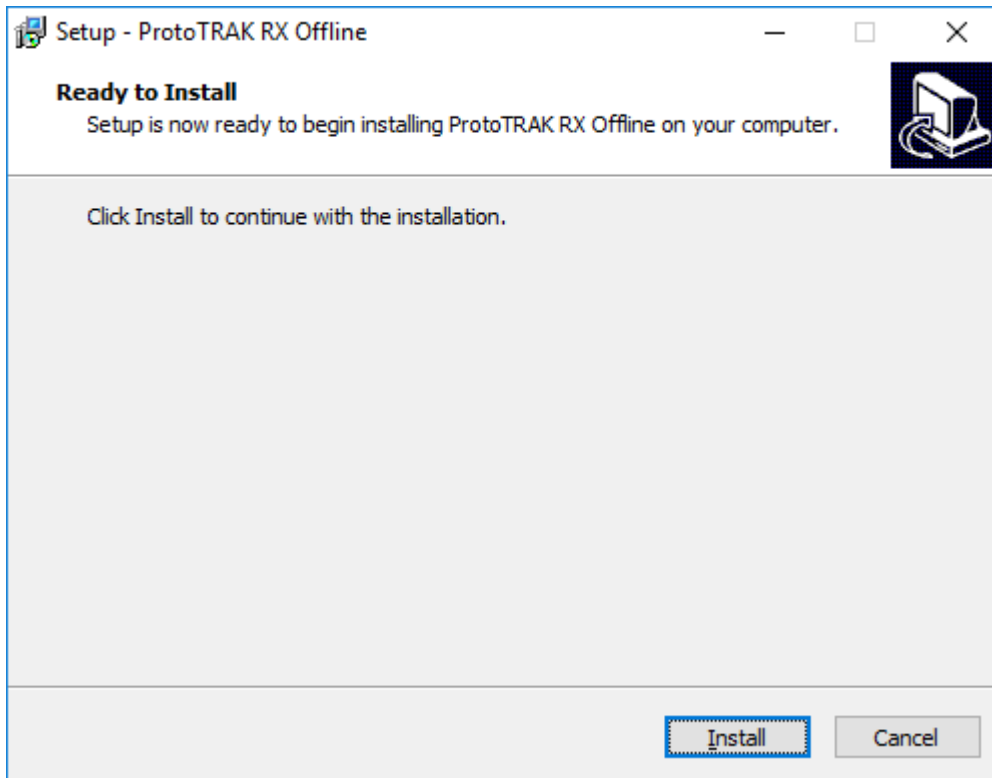 Setup - ProtoTRAK RX Offline
Ready to Install
Setup is now ready to begin installing ProtoTRAK RX Offline on your computer.
Click Install to continue with the installation.
Install
Cancel